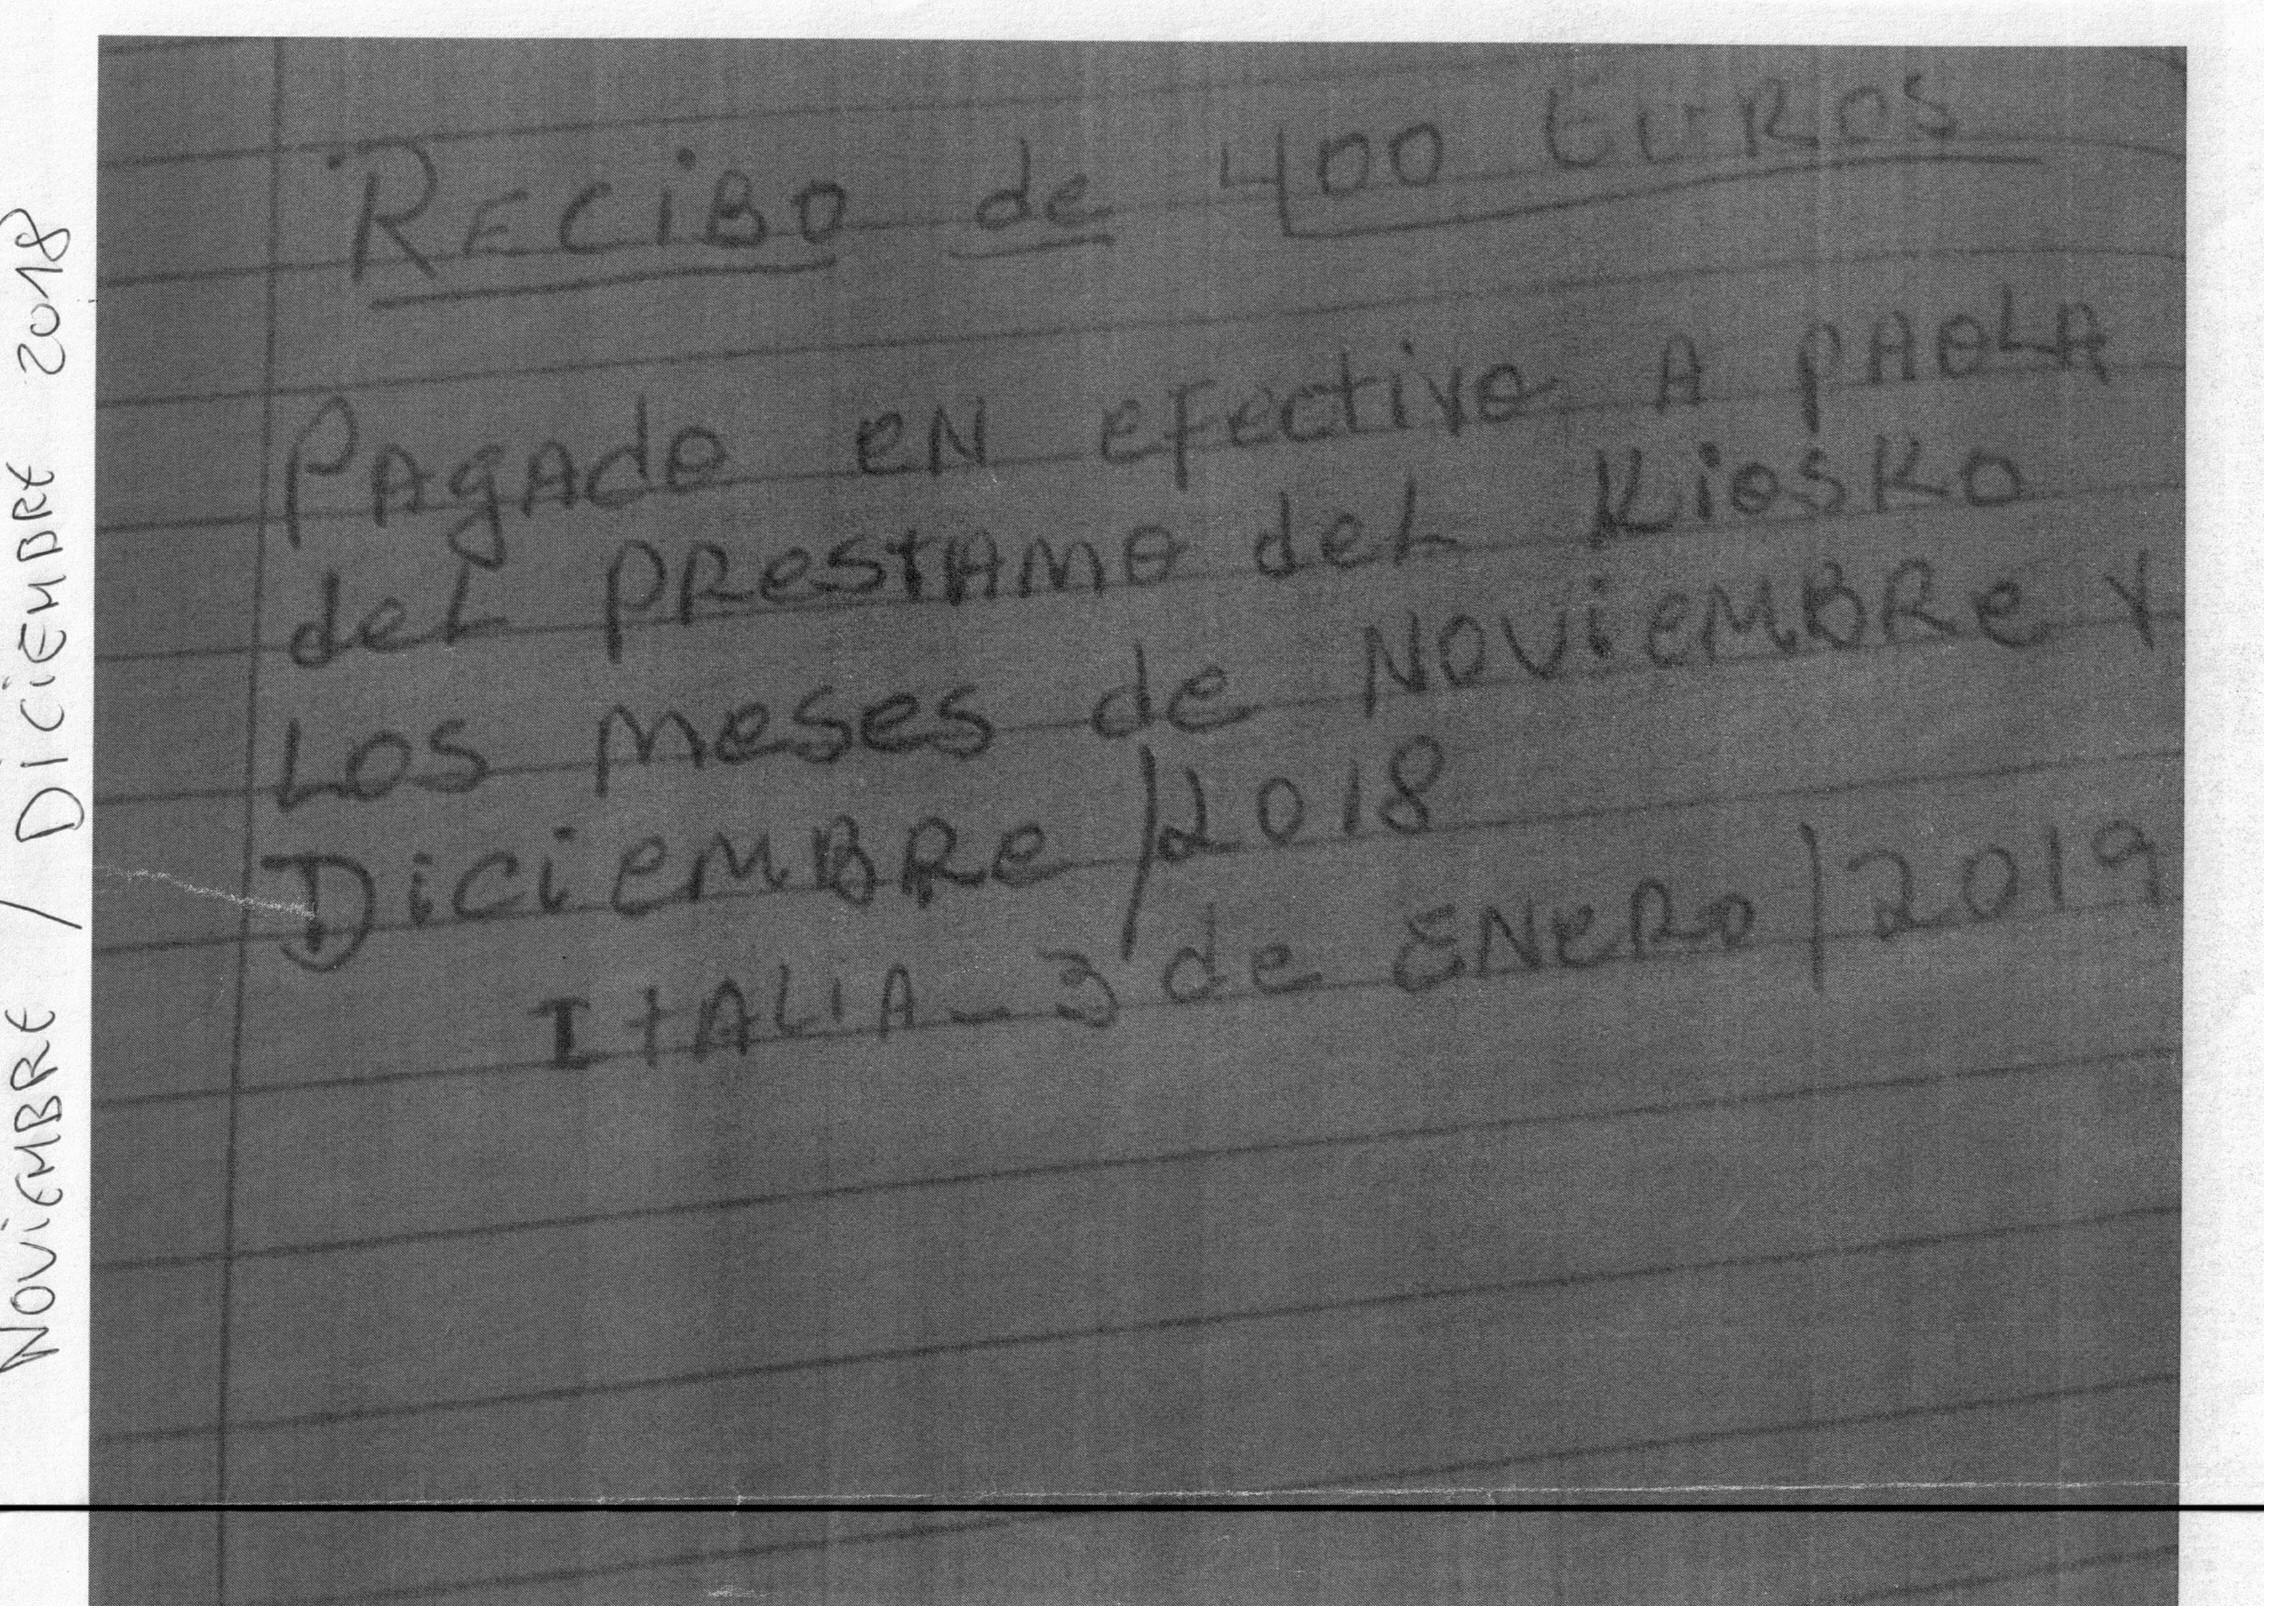 RECIBO de 400 EUROS
PAgAdo eN efectivo A PAOLA
deL PRESTAMO deL KiosKo
Los meses de NoviEMBRe Y
DiciEMBRe/2018
ITALIA-3 de ENeRo/2019
NOViEMBRE / DiCiEMBRE 2018